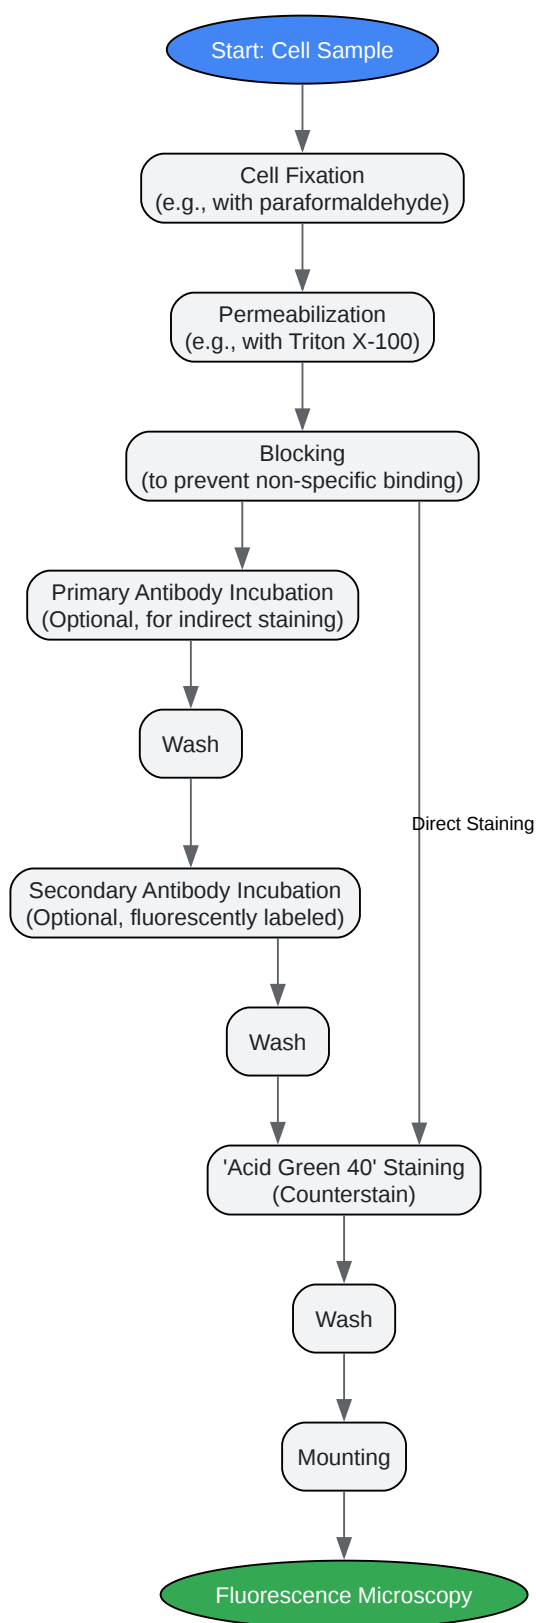 Start: Cell Sample
Cell Fixation
(e.g., with paraformaldehyde)
Permeabilization
(e.g., with Triton X-100)
Blocking
(to prevent non-specific binding)
Primary Antibody Incubation
(Optional, for indirect staining)
Wash
Direct Staining
Secondary Antibody Incubation
(Optional, fluorescently labeled)
Wash
'Acid Green 40' Staining
(Counterstain)
Wash
Mounting
Fluorescence Microscopy